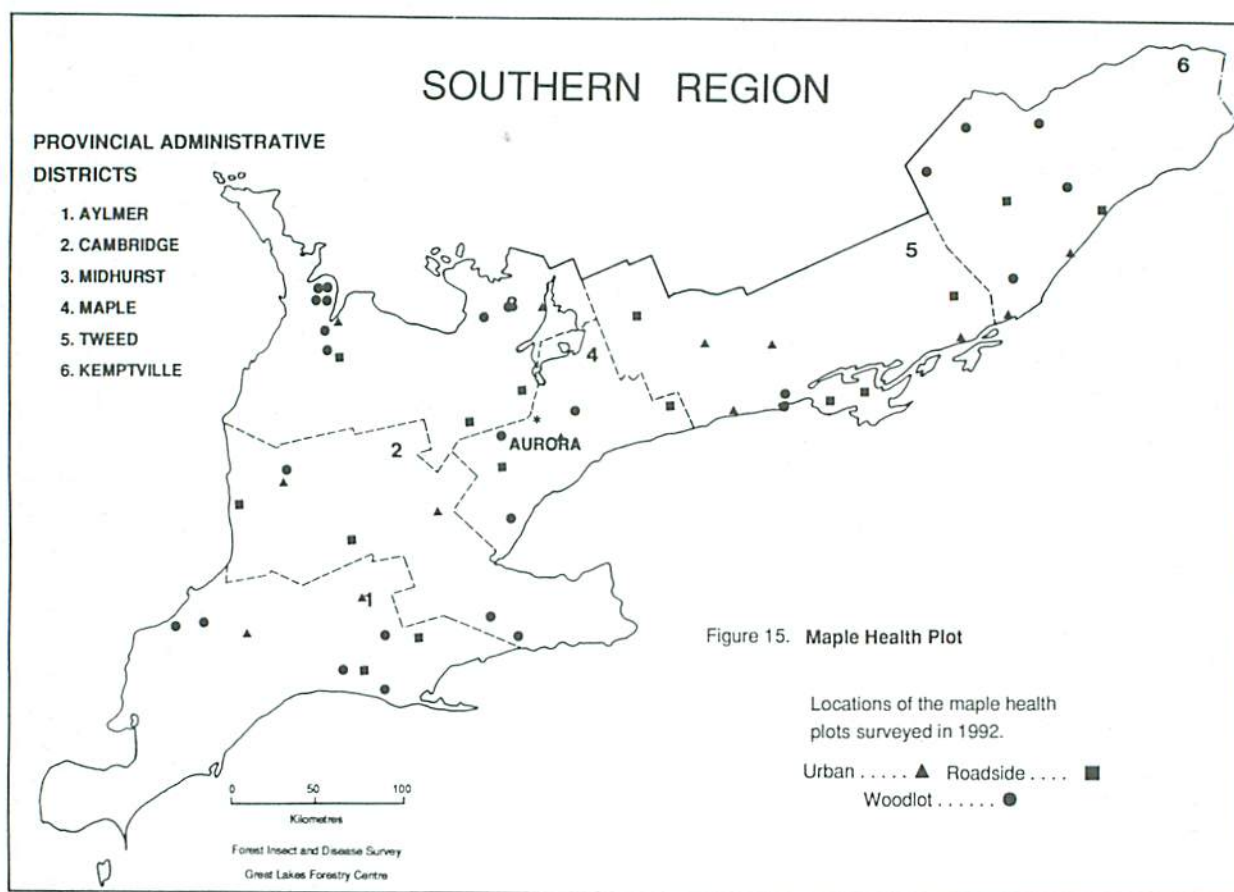 SOUTHERN REGION
PROVINCIAL ADMINISTRATIVE
DISTRICTS
1. AYLMER
2. CAMBRIDGE
3. MIDHURST
4. MAPLE
5. TWEED
6. KEMPTVILLE
6
5
4
2
AURORA
1
Figure 15. Maple Health Plot
Locations of the maple health
plots surveyed in 1992.
Urban ..... Roadside ....
Woodlot ......
0 50 100
Kilometres
Forest Insect and Disease Survey
Great Lakes Forestry Centre